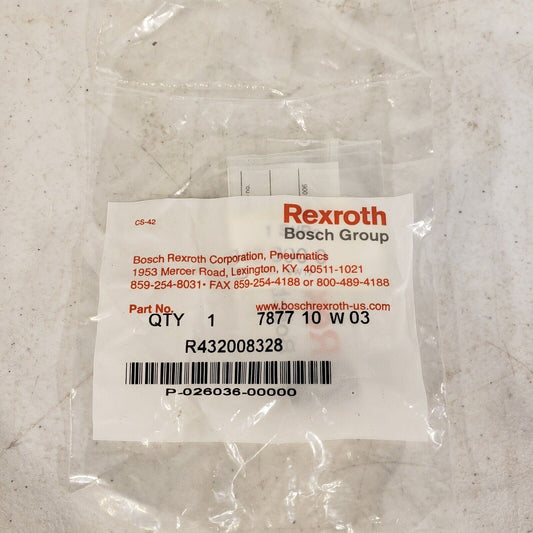 CS-42
Rexroth
Bosch Group
Bosch Rexroth Corporation, Pneumatics
1953 Mercer Road, Lexington, KY. 40511-1021
859-254-8031• FAX 859-254-4188 or 800-489-4188
Part No. www.boschrexroth-us.com
QTY 1 7877 10 W 03
R432008328
P-026036-00000